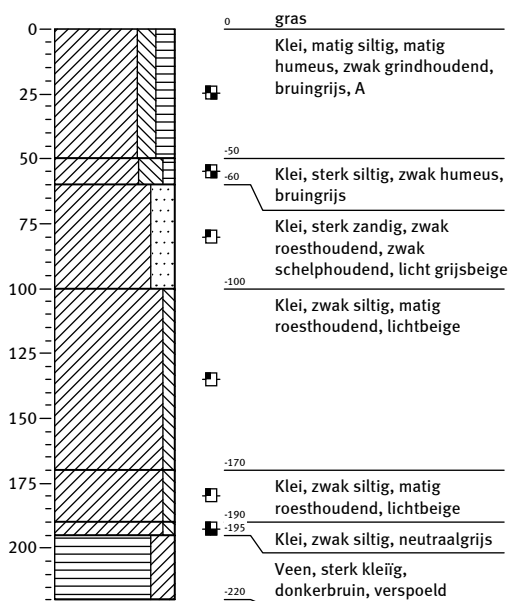 0
25
50
75
100
125
150
175
200
0
gras
Klei, matig siltig, matig
humeus, zwak grindhoudend,
bruingrijs, A
-50
Klei, sterk siltig, zwak humeus,
bruingrijs
-60
Klei, sterk zandig, zwak
roesthoudend, zwak
schelphoudend, licht grijsbeige
-100
Klei, zwak siltig, matig
roesthoudend, lichtbeige
-170
Klei, zwak siltig, matig
roesthoudend, lichtbeige
-190
-195
Klei, zwak siltig, neutraalgrijs
Veen, sterk kleiïg,
donkerbruin, verspoeld
-220